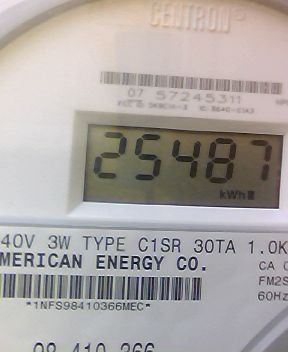 CENTRON
07 57245311
25487
kWh
40V 3W TYPE C1SR 30TA 1.0K
MERICAN ENERGY CO.
CA
FM2S
60Hz
*1NFS98410366MEC*
98 410 366